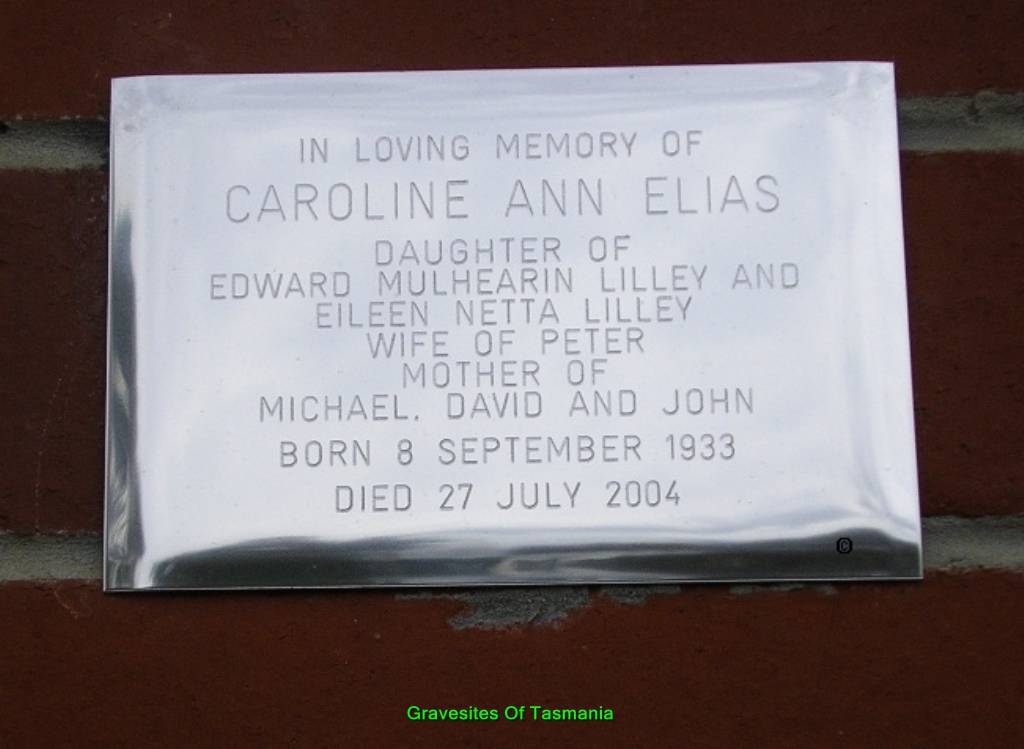 IN LOVING MEMORY OF
CAROLINE ANN ELIAS
DAUGHTER OF
EDWARD MULHEARIN LILLEY AND
EILEEN NETTA LILLEY
WIFE OF PETER
MOTHER OF
MICHAEL. DAVID AND JOHN
BORN 8 SEPTEMBER 1933
DIED 27 JULY 2004
©
Gravesites Of Tasmania